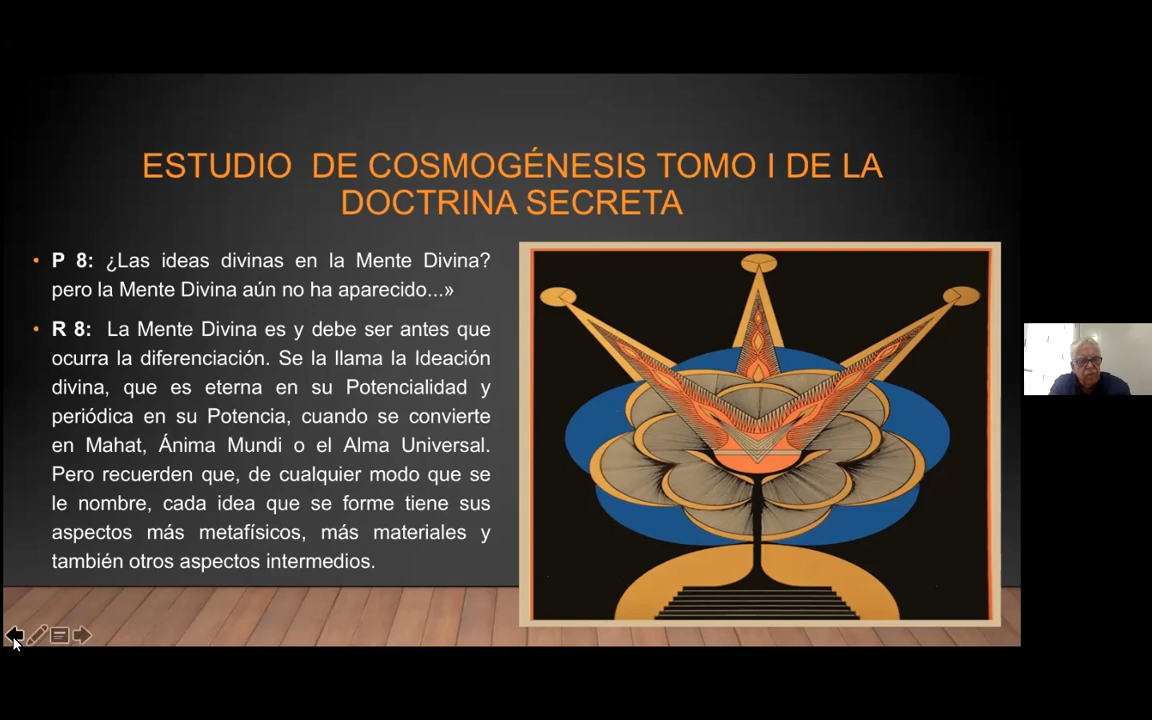 ESTUDIO DE COSMOGÉNESIS TOMO I DE LA
DOCTRINA SECRETA
• P 8: ¿Las ideas divinas en la Mente Divina?
pero la Mente Divina aún no ha aparecido...»
• R 8: La Mente Divina es y debe ser antes que
ocurra la diferenciación. Se la llama la Ideación
divina, que es eterna en su Potencialidad y
periódica en su Potencia, cuando se convierte
en Mahat, Ánima Mundi o el Alma Universal.
Pero recuerden que, de cualquier modo que se
le nombre, cada idea que se forme tiene sus
aspectos más metafísicos, más materiales y
también otros aspectos intermedios.